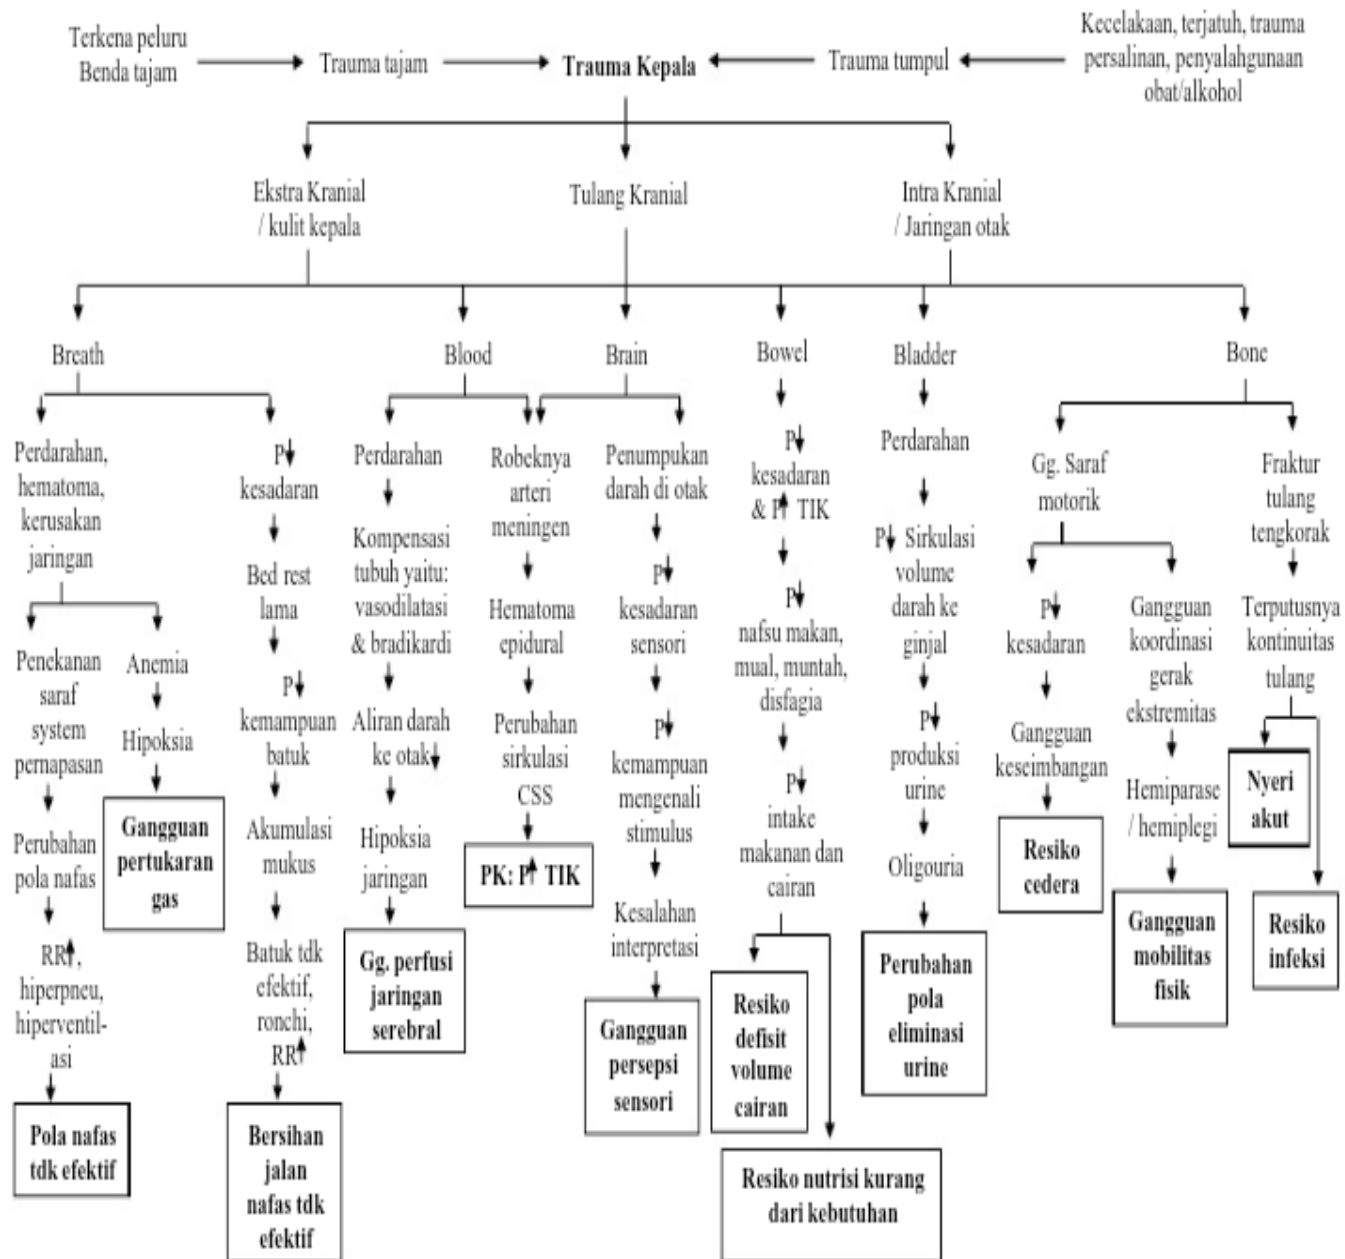 Terkena peluru
Benda tajam
Trauma tajam
Trauma Kepala
Trauma tumpul
Kecelakaan, terjatuh, trauma
persalinan, penyalahgunaan
obat/alkohol
Ekstra Kranial
/ kulit kepala
Tulang Kranial
Intra Kranial
/ Jaringan otak
Breath
Blood
Brain
Bowel
Bladder
Bone
Perdarahan,
hematoma,
kerusakan
jaringan
Penekanan
saraf
system
pernapasan
Perubahan
pola nafas
RR↑,
hiperpneu,
hiperventil-
asi
Pola nafas
tdk efektif
Anemia
Hipoksia
Gangguan
pertukaran
gas
P↓
kesadaran
Bed rest
lama
P↓
kemampuan
batuk
Akumulasi
mukus
Batuk tdk
efektif,
ronchi,
RR↑
Bersihan
jalan
nafas tdk
efektif
Perdarahan
Kompensasi
tubuh yaitu:
vasodilatasi
& bradikardi
Aliran darah
ke otak↓
Hipoksia
jaringan
Gg. perfusi
jaringan
serebral
Robeknya
arteri
meningen
Hematoma
epidural
Perubahan
sirkulasi
CSS
PK: P↑ TIK
Penumpukan
darah di otak
P↓
kesadaran
sensori
P↓
kemampuan
mengenali
stimulus
Kesalahan
interpretasi
Gangguan
persepsi
sensori
P↓
kesadaran
& P↑ TIK
P↓
nafsu makan,
mual, muntah,
disfagia
P↓
intake
makanan dan
cairan
Resiko
defisit
volume
cairan
Resiko nutrisi kurang
dari kebutuhan
Perdarahan
P↓ Sirkulasi
volume
darah ke
ginjal
P↓
produksi
urine
Oligouria
Perubahan
pola
eliminasi
urine
Gg. Saraf
motorik
P↓
kesadaran
Gangguan
keseimbangan
Resiko
cedera
Gangguan
koordinasi
gerak
ekstremitas
Hemiparase
/ hemiplegi
Gangguan
mobilitas
fisik
Fraktur
tulang
tengkorak
Terputusnya
kontinuitas
tulang
Nyeri
akut
Resiko
infeksi